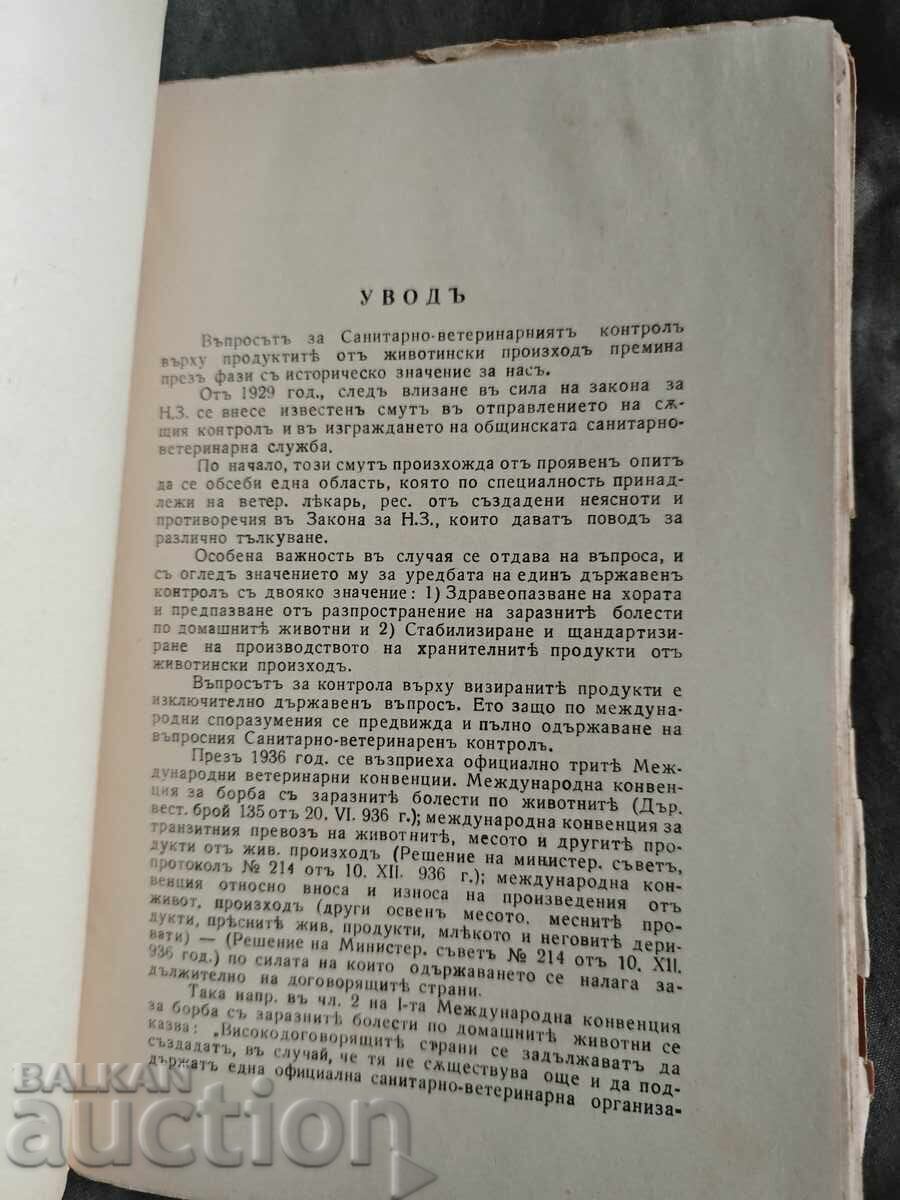 УВОДЪ
Въпросътъ за Санитарно-ветеринарниятъ контролъ
върху продуктитѣ отъ животински произходъ премина
презъ фази съ историческо значение за насъ.
Отъ 1929 год., следъ влизане въ сила на закона за
Н.З. се внесе известенъ смутъ въ отправлението на сѫ-
щия контролъ и въ изграждането на общинската санитарно-
ветеринарна служба.
По начало, този смутъ произхожда отъ проявенъ опитъ
да се обсеби една область, която по специалность принад-
лежи на ветер. лѣкарь, рес. отъ създадени неясноти и
противоречия въ Закона за Н.З., които даватъ поводъ за
различно тълкуване.
Особена важность въ случая се отдава на въпроса, и
съ огледъ значението му за уредбата на единъ държавенъ
контролъ съ двояко значение: 1) Здравеопазване на хората
и предпазване отъ разпространение на заразнитѣ болести
по домашнитѣ животни и 2) Стабилизиране и щандартизи-
ране на производството на хранителнитѣ продукти отъ
животински произходъ.
Въпросътъ за контрола върху визиранитѣ продукти е
изключително държавенъ въпросъ. Ето защо по междуна-
родни споразумения се предвижда и пълно одържаване на
въпросния Санитарно-ветеринаренъ контролъ.
Презъ 1936 год. се възприеха официално тритѣ Меж-
дународни ветеринарни конвенции. Международна конвен-
ция за борба съ заразнитѣ болести по животнитѣ (Дър.
вест. брой 135 отъ 20. VI. 936 г.); международна конвенция за
транзитния превозъ на животнитѣ, месото и другитѣ про-
дукти отъ жив. произходъ (Решение на министер. съветъ,
протоколъ № 214 отъ 10. XII. 936 г.); международна кон-
венция относно вноса и износа на произведения отъ
живот. произходъ (други освенъ месото, меснитѣ про-
дукти, прѣснитѣ жив. продукти, млѣкото и неговитѣ дери-
вати) — (Решение на Министер. съветъ № 214 отъ 10. XII.
936 год.) по силата на които одържаването се налага за-
дължително на договорящитѣ страни.
Така напр. въ чл. 2 на I-та Международна конвенция
за борба съ заразнитѣ болести по домашнитѣ животни се
казва: „Високодоговорящитѣ страни се задължаватъ да
създадатъ, въ случай, че тя не сѫществува още и да под-
държатъ една официална санитарно-ветеринарна организа-
BALKAN
auction